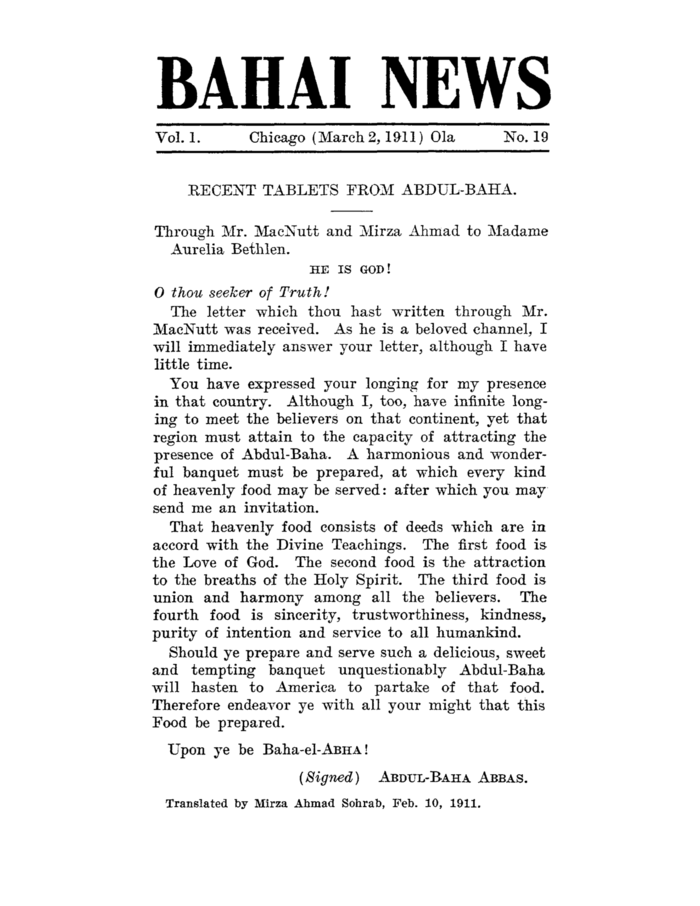 BAHAI NEWS
Vol. 1. Chicago (March 2, 1911) Ola No. 19
RECENT TABLETS FROM ABDUL-BAHA.
Through Mr. MacNutt and Mirza Ahmad to Madame
Aurelia Bethlen.
HE IS GOD!
O thou seeker of Truth!
The letter which thou hast written through Mr.
MacNutt was received. As he is a beloved channel, I
will immediately answer your letter, although I have
little time.
You have expressed your longing for my presence
in that country. Although I, too, have infinite long-
ing to meet the believers on that continent, yet that
region must attain to the capacity of attracting the
presence of Abdul-Baha. A harmonious and wonder-
ful banquet must be prepared, at which every kind
of heavenly food may be served: after which you may
send me an invitation.
That heavenly food consists of deeds which are in
accord with the Divine Teachings. The first food is
the Love of God. The second food is the attraction
to the breaths of the Holy Spirit. The third food is
union and harmony among all the believers. The
fourth food is sincerity, trustworthiness, kindness,
purity of intention and service to all humankind.
Should ye prepare and serve such a delicious, sweet
and tempting banquet unquestionably Abdul-Baha
will hasten to America to partake of that food.
Therefore endeavor ye with all your might that this
Food be prepared.
Upon ye be Baha-el-ABHA!
(Signed) ABDUL-BAHA ABBAS.
Translated by Mirza Ahmad Sohrab, Feb. 10, 1911.